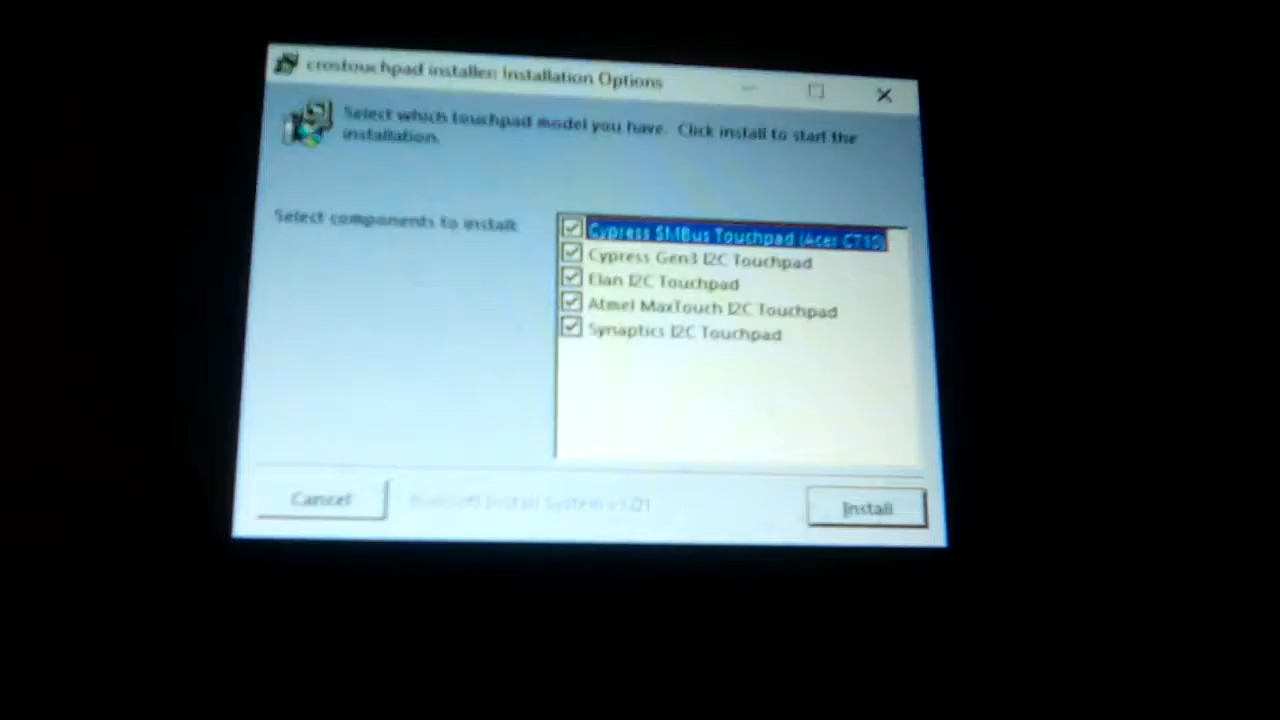 crostouchpad installer: Installation Options
Select which touchpad model you have. Click install to start the
installation.
Select components to install:
Cypress SMBus Touchpad (Acer C710)
Cypress Gen3 I2C Touchpad
Elan I2C Touchpad
Atmel MaxTouch I2C Touchpad
Synaptics I2C Touchpad
Cancel
Install System
Install